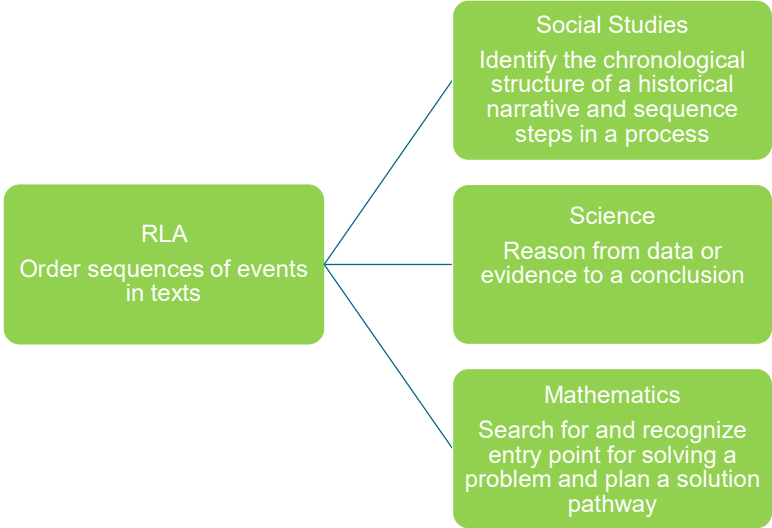 RLA
Order sequences of events
in texts
Social Studies
Identify the chronological
structure of a historical
narrative and sequence
steps in a process
Science
Reason from data or
evidence to a conclusion
Mathematics
Search for and recognize
entry point for solving a
problem and plan a solution
pathway